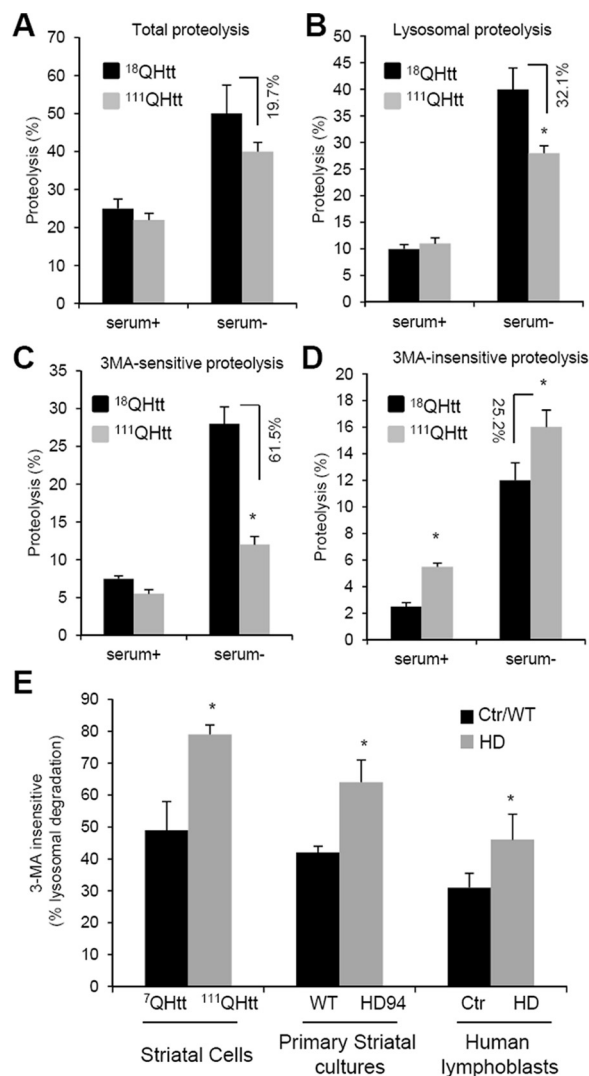 A
Total proteolysis
Proteolysis (%)
60
50
40
30
20
10
0
18QHtt
111QHtt
19.7%
serum+ serum-
B
Lysosomal proteolysis
Proteolysis (%)
45
40
35
30
25
20
15
10
5
0
18QHtt
111QHtt
32.1%
*
serum+ serum-
C
3MA-sensitive proteolysis
Proteolysis (%)
35
30
25
20
15
10
5
0
18QHtt
111QHtt
61.5%
*
serum+ serum-
D
3MA-insensitive proteolysis
Proteolysis (%)
20
18
16
14
12
10
8
6
4
2
0
18QHtt
111QHtt
25.2%
*
*
serum+ serum-
E
3-MA insensitive
(% lysosomal degradation)
90
80
70
60
50
40
30
20
10
0
Ctr/WT
HD
*
*
*
7QHtt 111QHtt WT HD94 Ctr HD
Striatal Cells
Primary Striatal
cultures
Human
lymphoblasts